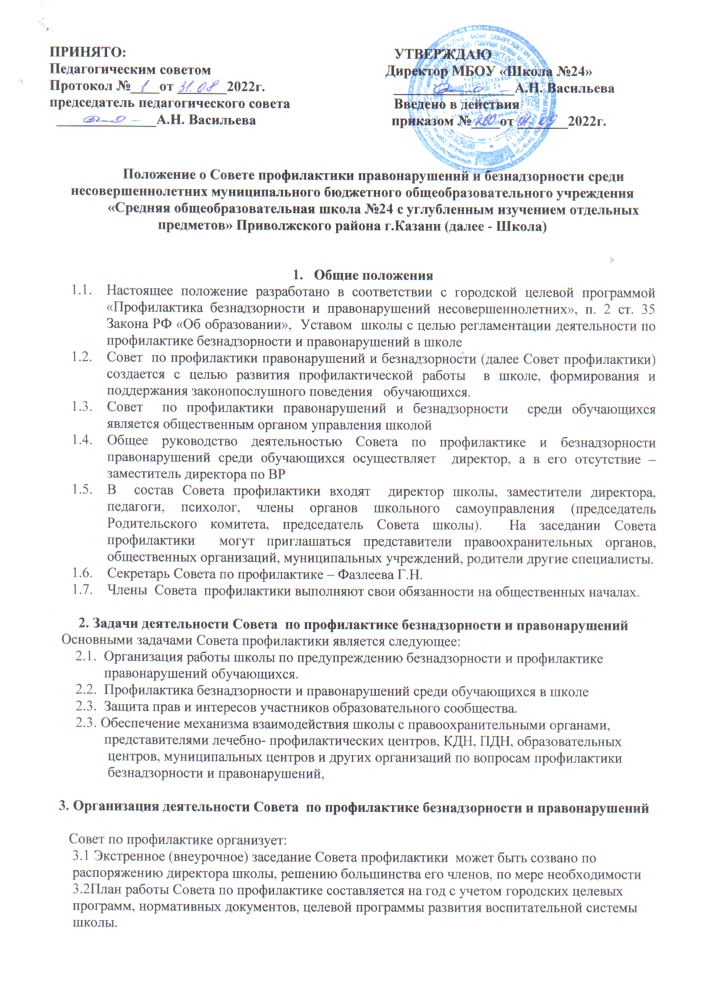 ПРИНЯТО:
Педагогическим советом
Протокол №____от 31.08 2022г.
председатель педагогического совета
_____________А.Н. Васильева
УТВЕРЖДАЮ
Директор МБОУ «Школа №24»
________________А.Н. Васильева
Введено в действия
приказом № 260 от 2022г.
Положение о Совете профилактики правонарушений и безнадзорности среди
несовершеннолетних муниципального бюджетного общеобразовательного учреждения
«Средняя общеобразовательная школа №24 с углубленным изучением отдельных
предметов» Приволжского района г.Казани (далее - Школа)
1. Общие положения
1.1. Настоящее положение разработано в соответствии с городской целевой программой
«Профилактика безнадзорности и правонарушений несовершеннолетних», п. 2 ст. 35
Закона РФ «Об образовании», Уставом школы с целью регламентации деятельности по
профилактике безнадзорности и правонарушений в школе
1.2. Совет по профилактики правонарушений и безнадзорности (далее Совет профилактики)
создается с целью развития профилактической работы в школе, формирования и
поддержания законопослушного поведения обучающихся.
1.3. Совет по профилактики правонарушений и безнадзорности среди обучающихся
является общественным органом управления школой
1.4. Общее руководство деятельностью Совета по профилактике и безнадзорности
правонарушений среди обучающихся осуществляет директор, а в его отсутствие –
заместитель директора по ВР
1.5. В состав Совета профилактики входят директор школы, заместители директора,
педагоги, психолог, члены органов школьного самоуправления (председатель
Родительского комитета, председатель Совета школы). На заседании Совета
профилактики могут приглашаться представители правоохранительных органов,
общественных организаций, муниципальных учреждений, родители другие специалисты.
1.6. Секретарь Совета по профилактике – Фазлеева Г.Н.
1.7. Члены Совета профилактики выполняют свои обязанности на общественных началах.
2. Задачи деятельности Совета по профилактике безнадзорности и правонарушений
Основными задачами Совета профилактики является следующее:
2.1. Организация работы школы по предупреждению безнадзорности и профилактике
правонарушений обучающихся.
2.2. Профилактика безнадзорности и правонарушений среди обучающихся в школе
2.3. Защита прав и интересов участников образовательного сообщества.
2.3. Обеспечение механизма взаимодействия школы с правоохранительными органами,
представителями лечебно- профилактических центров, КДН, ПДН, образовательных
центров, муниципальных центров и других организаций по вопросам профилактики
безнадзорности и правонарушений,
3. Организация деятельности Совета по профилактике безнадзорности и правонарушений
Совет по профилактике организует:
3.1 Экстренное (внеурочное) заседание Совета профилактики может быть созвано по
распоряжению директора школы, решению большинства его членов, по мере необходимости
3.2План работы Совета по профилактике составляется на год с учетом городских целевых
программ, нормативных документов, целевой программы развития воспитательной системы
школы.